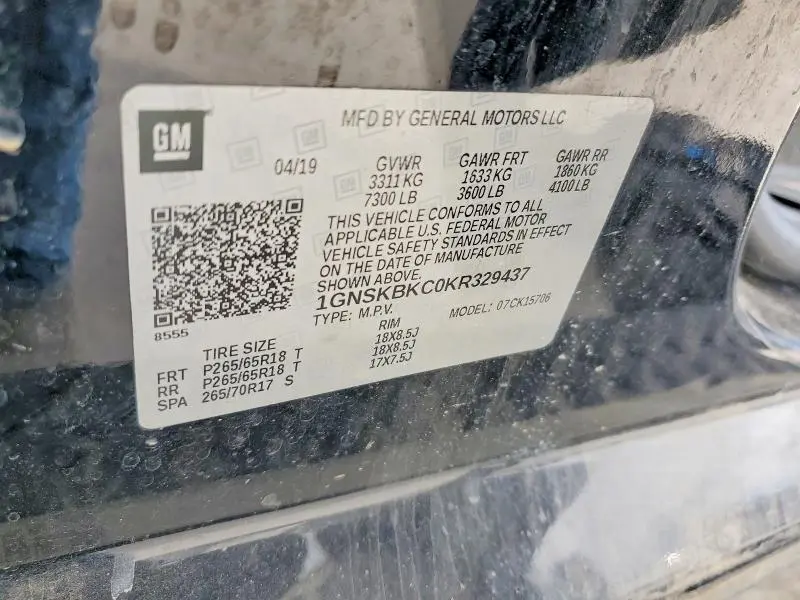 GM
MFD BY GENERAL MOTORS LLC
04/19 GVWR GAWR FRT GAWR RR
3311 KG 1633 KG 1860 KG
7300 LB 3600 LB 4100 LB
THIS VEHICLE CONFORMS TO ALL
APPLICABLE U.S. FEDERAL MOTOR
VEHICLE SAFETY STANDARDS IN EFFECT
ON THE DATE OF MANUFACTURE
SHOWN ABOVE.
1GNSKBKC0KR329437
TYPE: M.P.V. MODEL: 07CK15706
8555
TIRE SIZE RIM
FRT P265/65R18 T 18X8.5J
RR P265/65R18 T 18X8.5J
SPA 265/70R17 S 17X7.5J